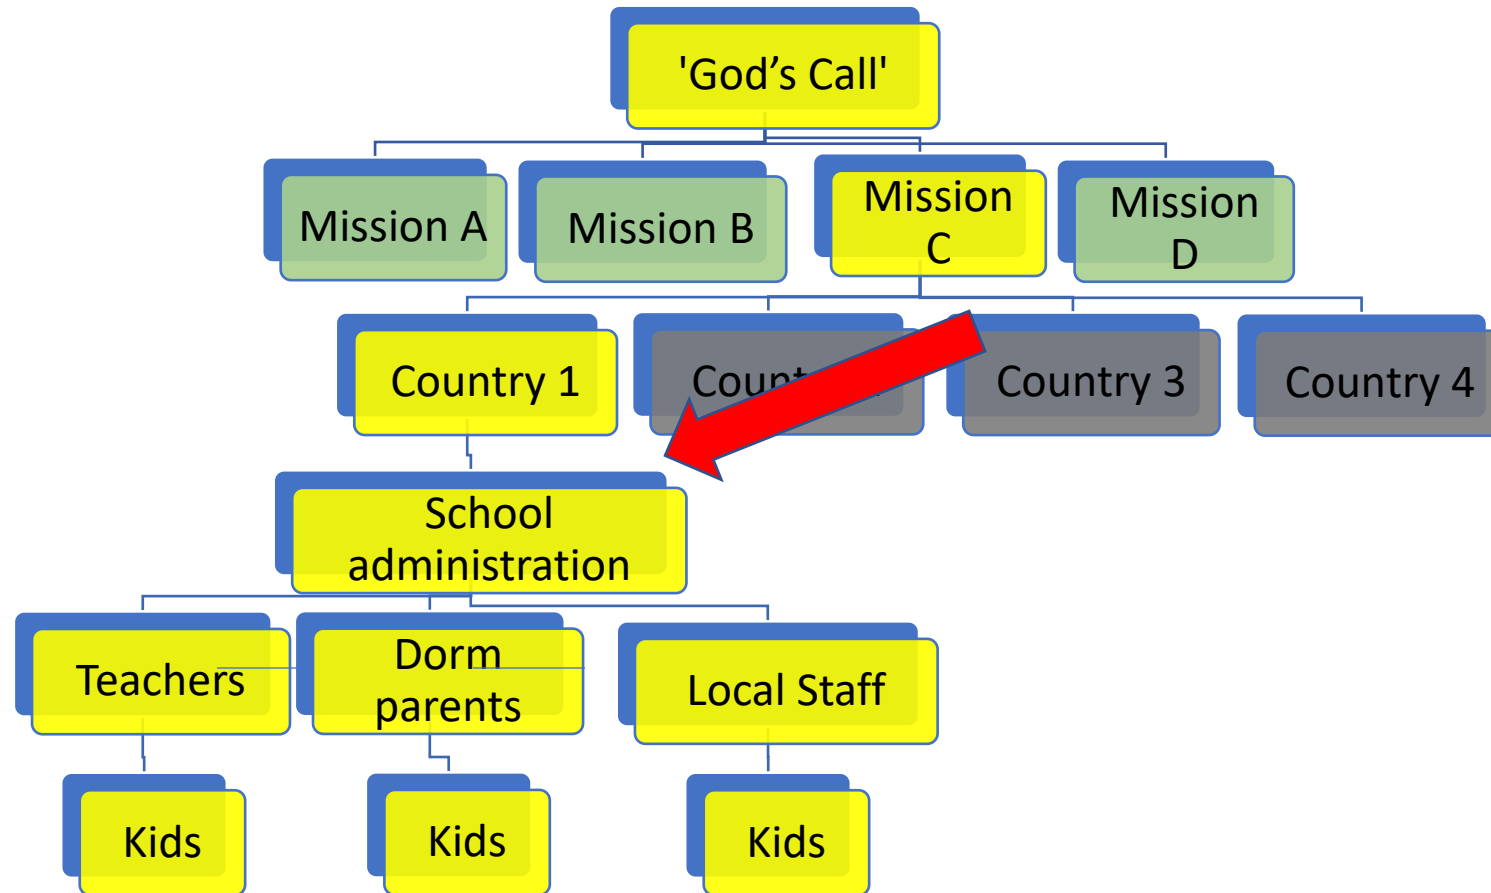 'God’s Call'
Mission A
Mission B
Mission
C
Mission
D
Country 1
Country 3
Country 4
School
administration
Teachers
Dorm
parents
Local Staff
Kids
Kids
Kids